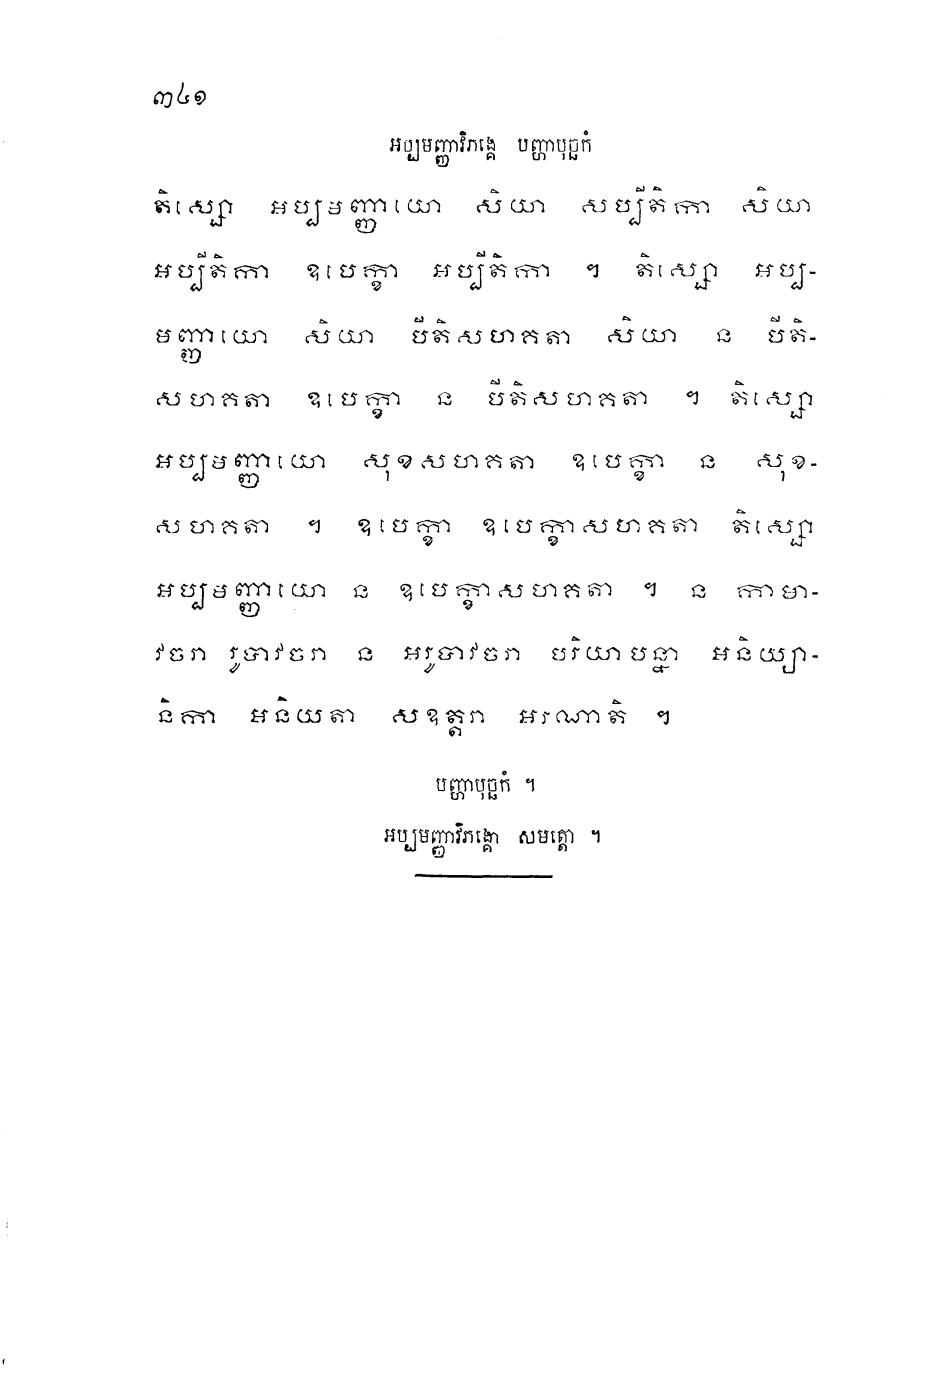 ៣៤១
អប្បមញ្ញាវិភង្គេ បញ្ហាបុច្ឆកំ
តិស្សោ អប្បមញ្ញាយោ សិយា សប្បីតិកា សិយា
អប្បីតិកា ឧបេក្ខា អប្បីតិកា ។ តិស្សោ អប្ប-
មញ្ញាយោ សិយា បីតិសហគតា សិយា ន បីតិ-
សហគតា ឧបេក្ខា ន បីតិសហគតា ។ តិស្សោ
អប្បមញ្ញាយោ សុខសហគតា ឧបេក្ខា ន សុខ-
សហគតា ។ ឧបេក្ខា ឧបេក្ខាសហគតា តិស្សោ
អប្បមញ្ញាយោ ន ឧបេក្ខាសហគតា ។ ន កាមា-
វចរា រូបាវចរា ន អរូបាវចរា បរិយាបន្នា អនិយ្យា-
និកា អនិយតា សឧត្តរា អរណាតិ ។
បញ្ហាបុច្ឆកំ ។
អប្បមញ្ញាវិភង្គោ សមត្តោ ។